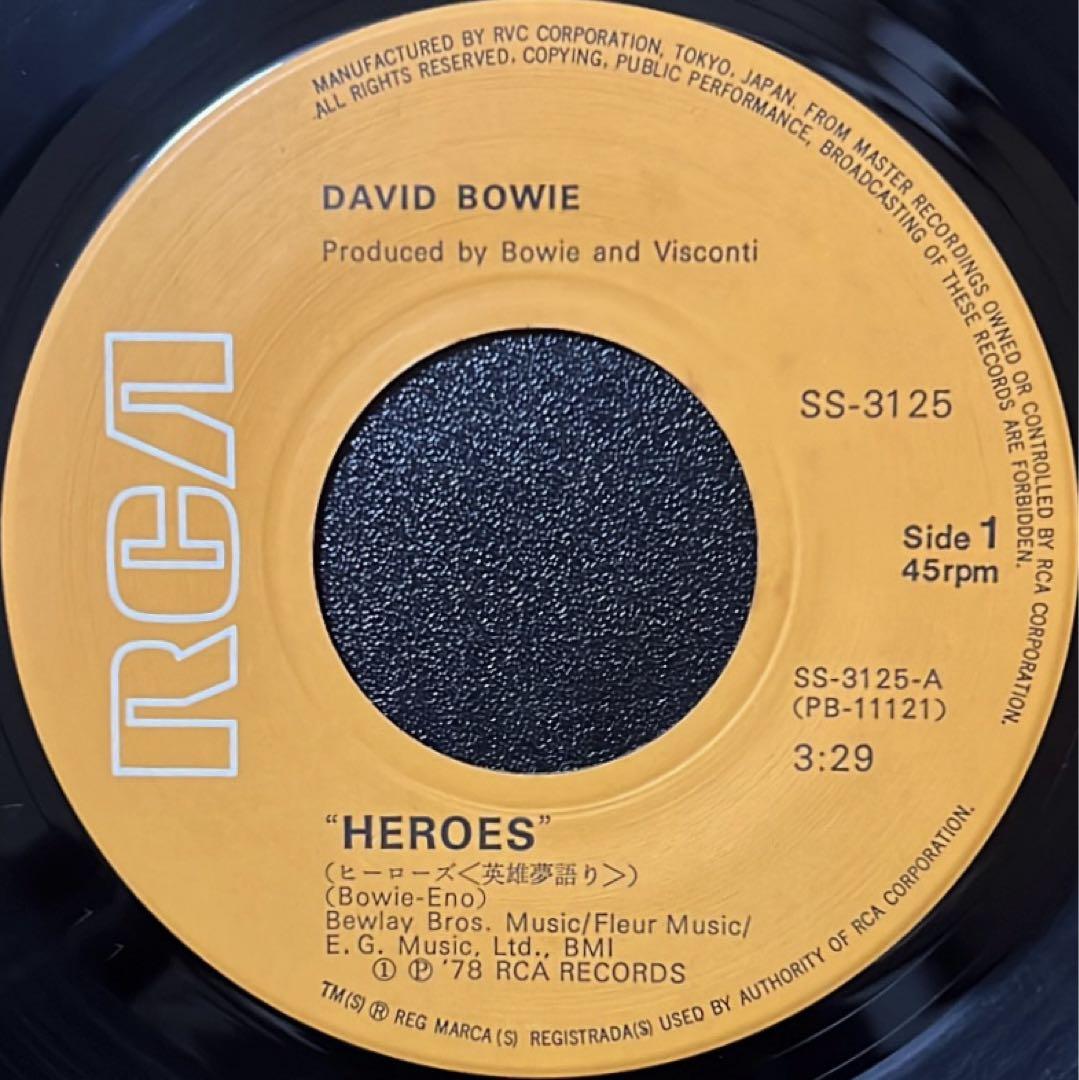 MANUFACTURED BY RVC CORPORATION, TOKYO, JAPAN. FROM MASTER RECORDINGS OWNED OR CONTROLLED BY RCA CORPORATION.
ALL RIGHTS RESERVED. COPYING, PUBLIC PERFORMANCE, BROADCASTING OF THESE RECORDS ARE FORBIDDEN.
DAVID BOWIE
Produced by Bowie and Visconti
RCA
SS-3125
Side 1
45rpm
SS-3125-A
(PB-11121)
3:29
“HEROES”
(ヒーローズ<英雄夢語り>)
(Bowie-Eno)
Bewlay Bros. Music/Fleur Music/
E. G. Music, Ltd., BMI
① Ⓟ '78 RCA RECORDS
TM(S) ® REG MARCA(S) REGISTRADA(S) USED BY AUTHORITY OF RCA CORPORATION.